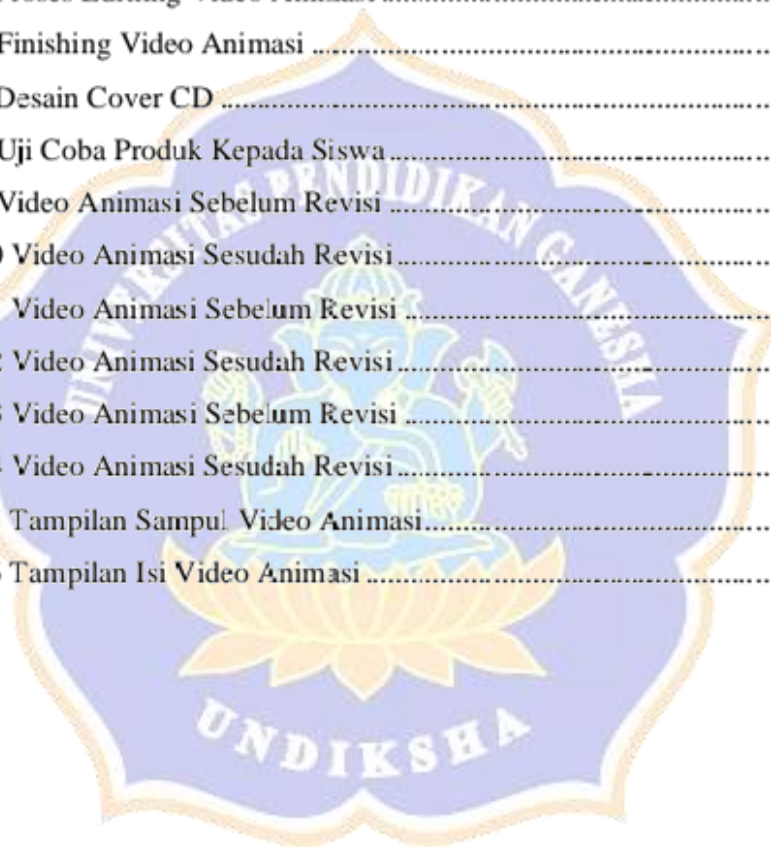 Video Animasi
Finishing Video Animasi
Desain Cover CD
Uji Coba Produk Kepada Siswa
Video Animasi Sebelum Revisi
Video Animasi Sesudah Revisi
Video Animasi Sebelum Revisi
2 Video Animasi Sesudah Revisi
Video Animasi Sebelum Revisi
Video Animasi Sesudah Revisi
Tampilan Sampul Video Animasi
Tampilan Isi Video Animasi
UNIVERSITAS PENDIDIKAN GANESHA
UNDIKSHA